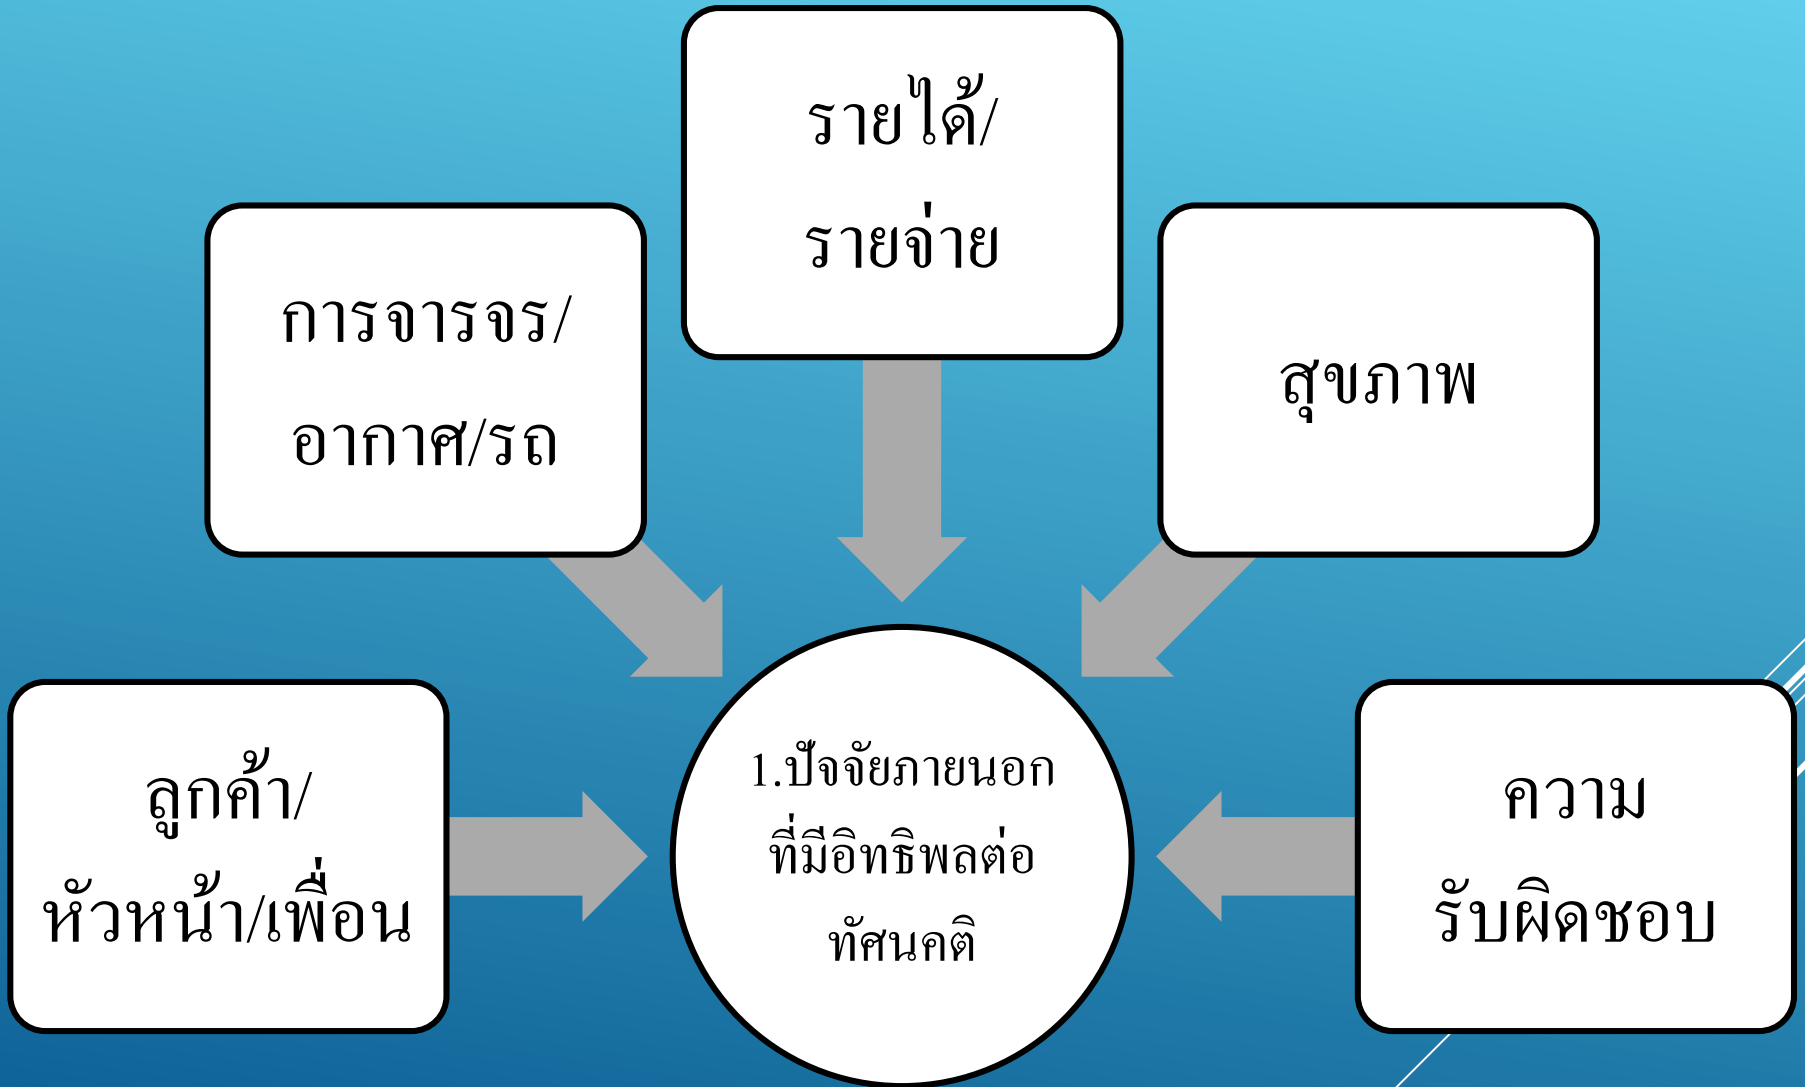 รายได้/
รายจ่าย
การจารจร/
อากาศ/รถ
สุขภาพ
ลูกค้า/
หัวหน้า/เพื่อน
1.ปัจจัยภายนอก
ที่มีอิทธิพลต่อ
ทัศนคติ
ความ
รับผิดชอบ